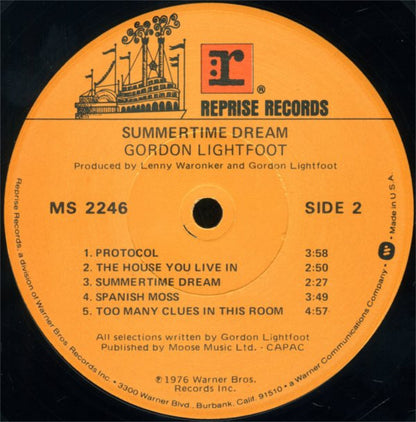 r ®
REPRISE RECORDS
SUMMERTIME DREAM
GORDON LIGHTFOOT
Produced by Lenny Waronker and Gordon Lightfoot
MS 2246 SIDE 2
1. PROTOCOL 3:58
2. THE HOUSE YOU LIVE IN 2:50
3. SUMMERTIME DREAM 2:27
4. SPANISH MOSS 3:49
5. TOO MANY CLUES IN THIS ROOM 4:57
All selections written by Gordon Lightfoot
Published by Moose Music Ltd. - CAPAC
℗ 1976 Warner Bros.
Records Inc.
Reprise Records, a division of Warner Bros. Records Inc. • 3300 Warner Blvd., Burbank, Calif. 91510 • a Warner Communications Company • Made in U.S.A.